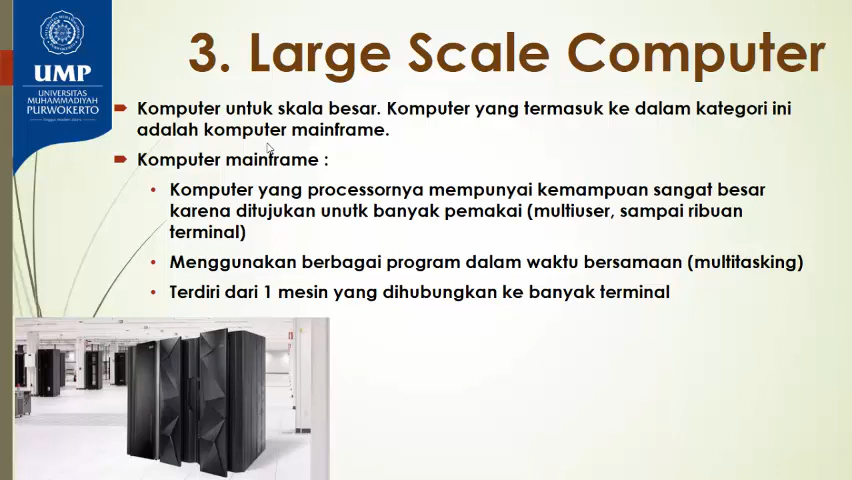 UMP
UNIVERSITAS
MUHAMMADIYAH
PURWOKERTO
3. Large Scale Computer
Komputer untuk skala besar. Komputer yang termasuk ke dalam kategori ini
adalah komputer mainframe.
Komputer mainframe :
Komputer yang processornya mempunyai kemampuan sangat besar
karena ditujukan unutk banyak pemakai (multiuser, sampai ribuan
terminal)
Menggunakan berbagai program dalam waktu bersamaan (multitasking)
Terdiri dari 1 mesin yang dihubungkan ke banyak terminal